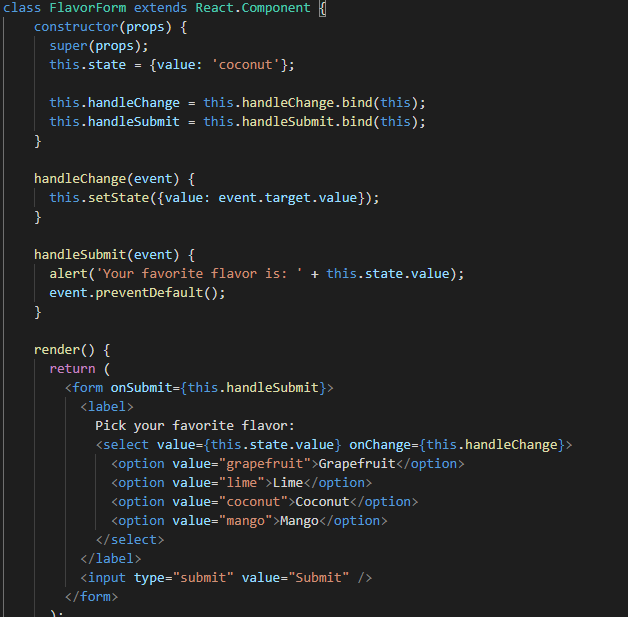 class FlavorForm extends React.Component {
constructor(props) {
super(props);
this.state = {value: 'coconut'};
this.handleChange = this.handleChange.bind(this);
this.handleSubmit = this.handleSubmit.bind(this);
}
handleChange(event) {
this.setState({value: event.target.value});
}
handleSubmit(event) {
alert('Your favorite flavor is: ' + this.state.value);
event.preventDefault();
}
render() {
return (
<form onSubmit={this.handleSubmit}>
<label>
Pick your favorite flavor:
<select value={this.state.value} onChange={this.handleChange}>
<option value="grapefruit">Grapefruit</option>
<option value="lime">Lime</option>
<option value="coconut">Coconut</option>
<option value="mango">Mango</option>
</select>
</label>
<input type="submit" value="Submit" />
</form>
);